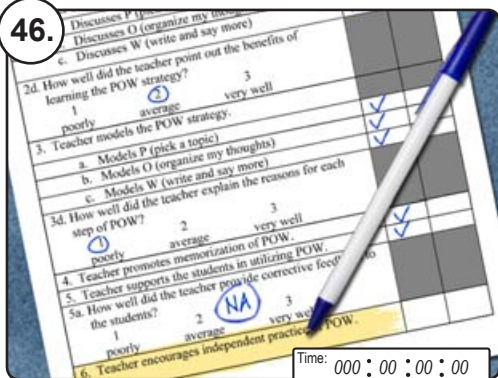 46.
Discusses P
Discusses O (organize my thoughts)
c. Discusses W (write and say more)
2d. How well did the teacher point out the benefits of
learning the POW strategy?
1 2 3
poorly average very well
3. Teacher models the POW strategy.
a. Models P (pick a topic)
b. Models O (organize my thoughts)
c. Models W (write and say more)
3d. How well did the teacher explain the reasons for each
step of POW?
1 2 3
poorly average very well
4. Teacher promotes memorization of POW.
5. Teacher supports the students in utilizing POW.
5a. How well did the teacher provide corrective to
the students?
1 2 NA 3
poorly average very
6. Teacher encourages independent POW.
Time: 000 : 00 : 00 : 00